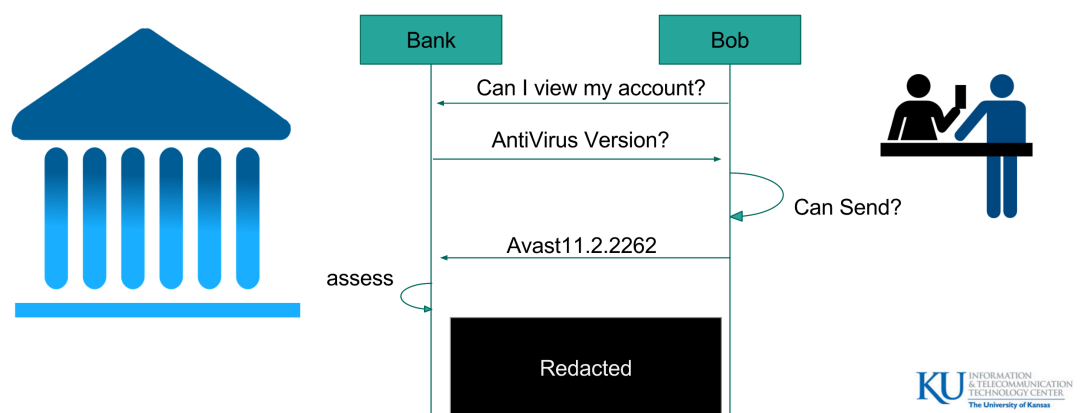 Bank
Bob
Can I view my account?
AntiVirus Version?
Can Send?
Avast11.2.2262
assess
Redacted
KU INFORMATION
& TELECOMMUNICATION
TECHNOLOGY CENTER
The University of Kansas